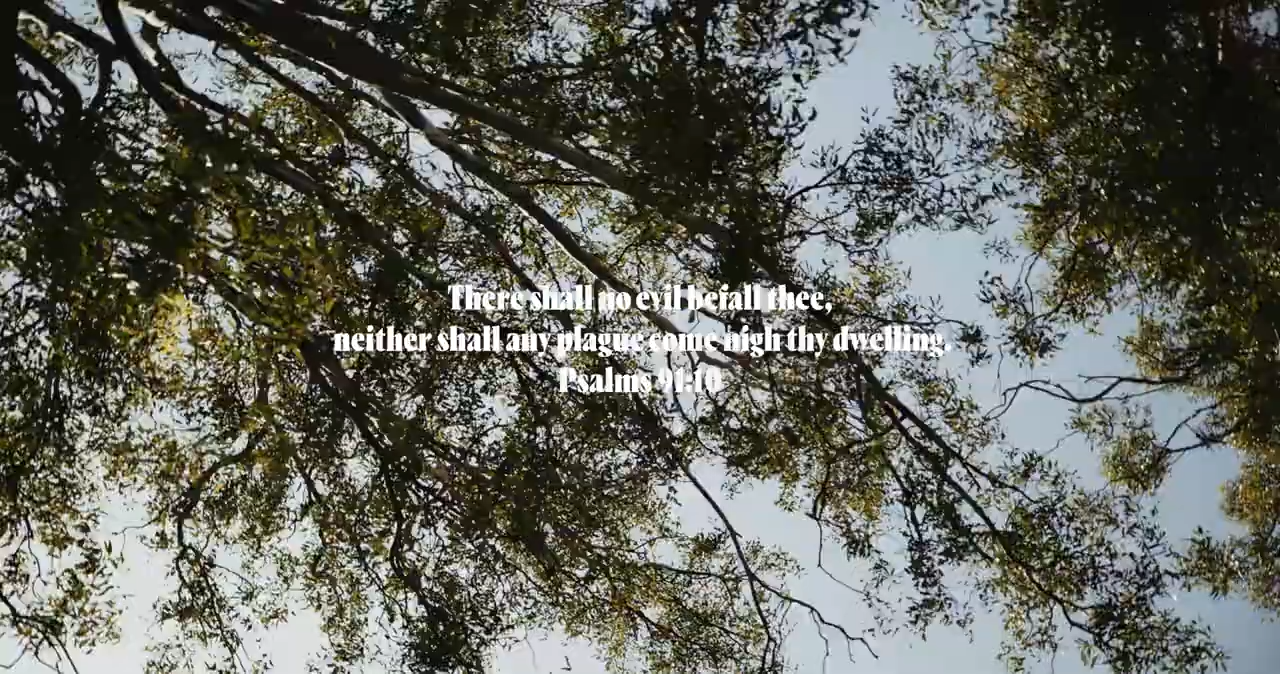 There shall no evil befall thee,
neither shall any plague come nigh thy dwelling.
Psalms 91:10